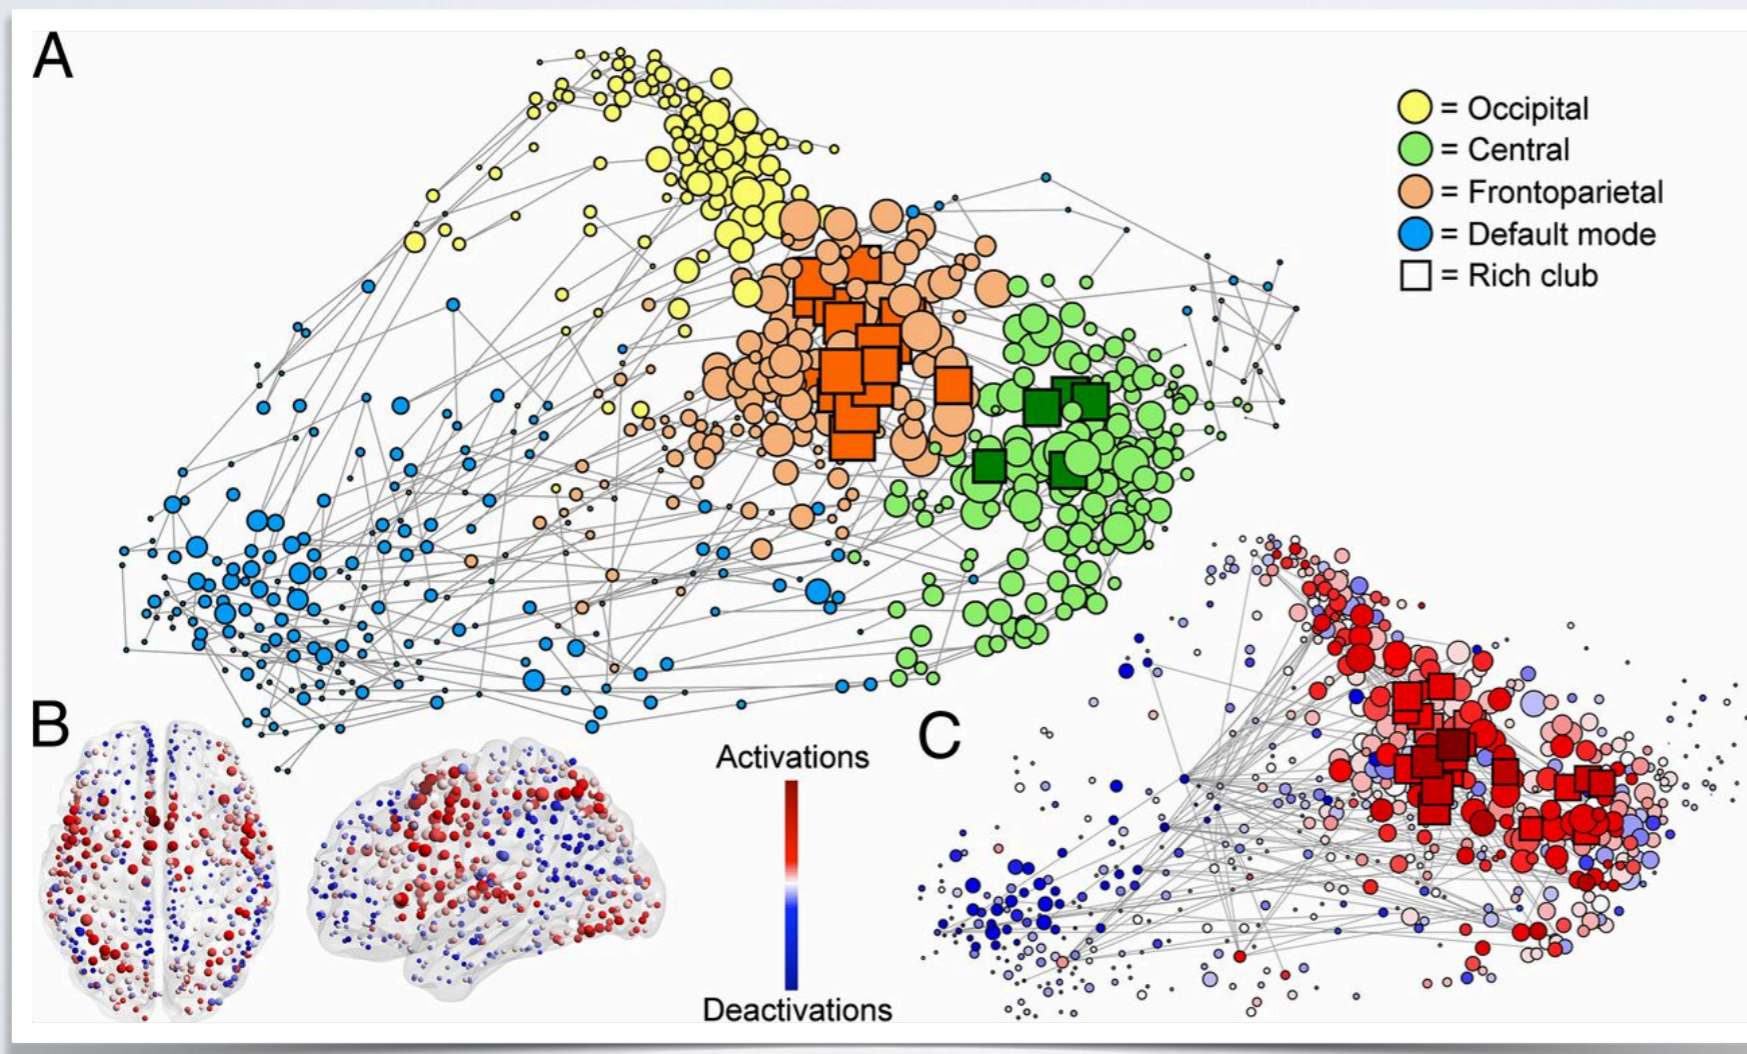 A
= Occipital
= Central
= Frontoparietal
= Default mode
= Rich club
B
Activations
Deactivations
C